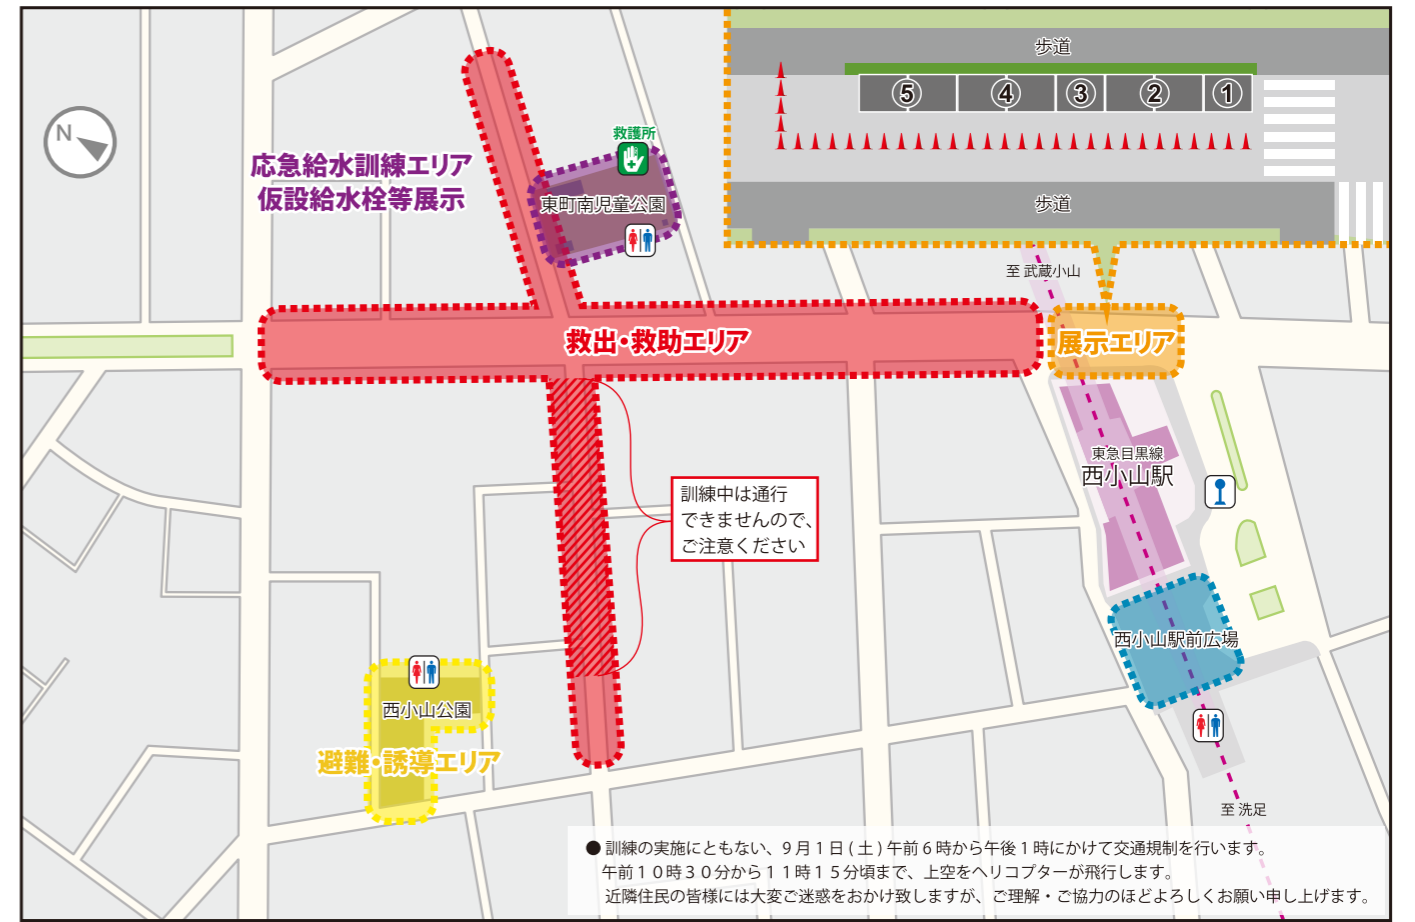 歩道
⑤ ④ ③ ② ①
歩道
N
救護所
応急給水訓練エリア
仮設給水栓等展示
東町南児童公園
至 武蔵小山
救出・救助エリア
展示エリア
東急目黒線
西小山駅
訓練中は通行
できませんので、
ご注意ください
西小山駅前広場
西小山公園
避難・誘導エリア
至 洗足
● 訓練の実施にともない、9月1日(土)午前6時から午後1時にかけて交通規制を行います。
午前10時30分から11時15分頃まで、上空をヘリコプターが飛行します。
近隣住民の皆様には大変ご迷惑をおかけ致しますが、ご理解・ご協力のほどよろしくお願い申し上げます。